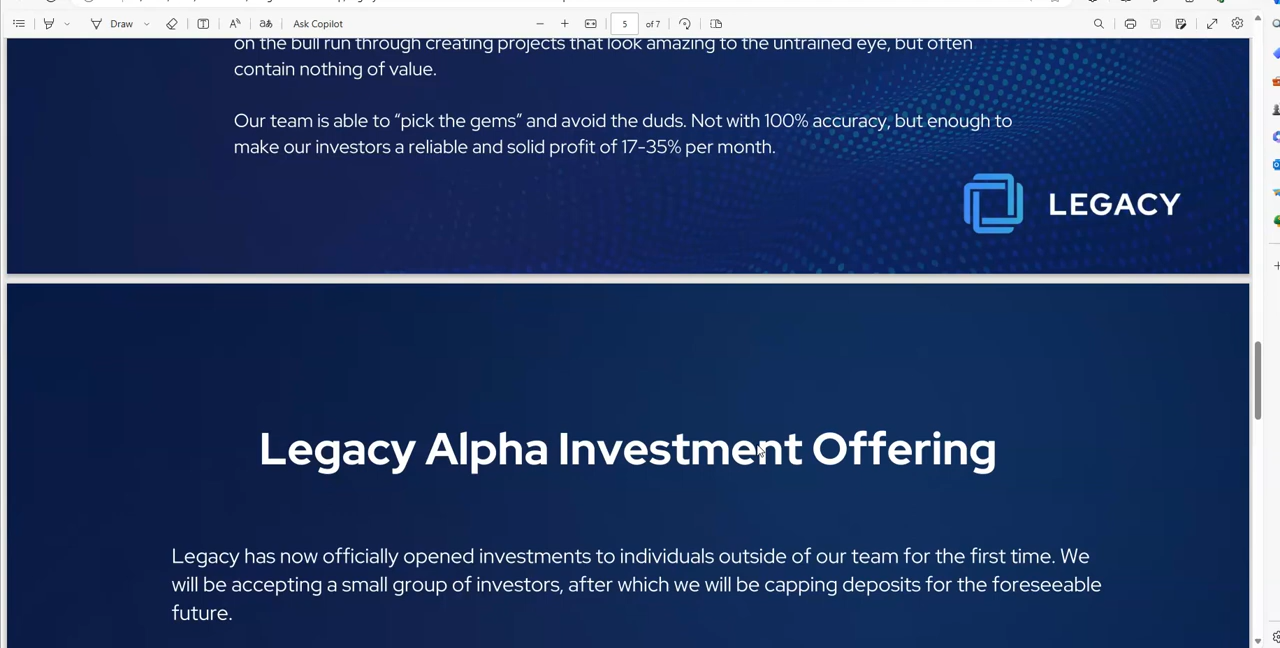 Draw
Ask Copilot
5
of 7
on the bull run through creating projects that look amazing to the untrained eye, but often
contain nothing of value.
Our team is able to “pick the gems” and avoid the duds. Not with 100% accuracy, but enough to
make our investors a reliable and solid profit of 17-35% per month.
LEGACY
Legacy Alpha Investment Offering
Legacy has now officially opened investments to individuals outside of our team for the first time. We
will be accepting a small group of investors, after which we will be capping deposits for the foreseeable
future.